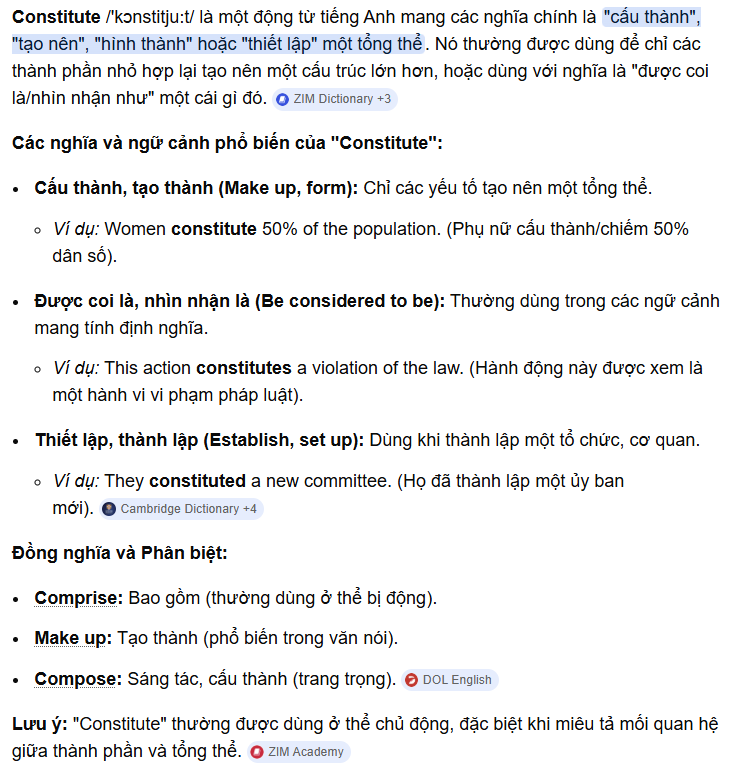 Constitute /'kɔnstitju:t/ là một động từ tiếng Anh mang các nghĩa chính là "cấu thành",
"tạo nên", "hình thành" hoặc "thiết lập" một tổng thể. Nó thường được dùng để chỉ các
thành phần nhỏ hợp lại tạo nên một cấu trúc lớn hơn, hoặc dùng với nghĩa là "được coi
là/nhìn nhận như" một cái gì đó. ZIM Dictionary +3
Các nghĩa và ngữ cảnh phổ biến của "Constitute":
• Cấu thành, tạo thành (Make up, form): Chỉ các yếu tố tạo nên một tổng thể.
◦ Ví dụ: Women constitute 50% of the population. (Phụ nữ cấu thành/chiếm 50%
dân số).
• Được coi là, nhìn nhận là (Be considered to be): Thường dùng trong các ngữ cảnh
mang tính định nghĩa.
◦ Ví dụ: This action constitutes a violation of the law. (Hành động này được xem là
một hành vi vi phạm pháp luật).
• Thiết lập, thành lập (Establish, set up): Dùng khi thành lập một tổ chức, cơ quan.
◦ Ví dụ: They constituted a new committee. (Họ đã thành lập một ủy ban
mới). Cambridge Dictionary +4
Đồng nghĩa và Phân biệt:
• Comprise: Bao gồm (thường dùng ở thể bị động).
• Make up: Tạo thành (phổ biến trong văn nói).
• Compose: Sáng tác, cấu thành (trang trọng). DOL English
Lưu ý: "Constitute" thường được dùng ở thể chủ động, đặc biệt khi miêu tả mối quan hệ
giữa thành phần và tổng thể. ZIM Academy